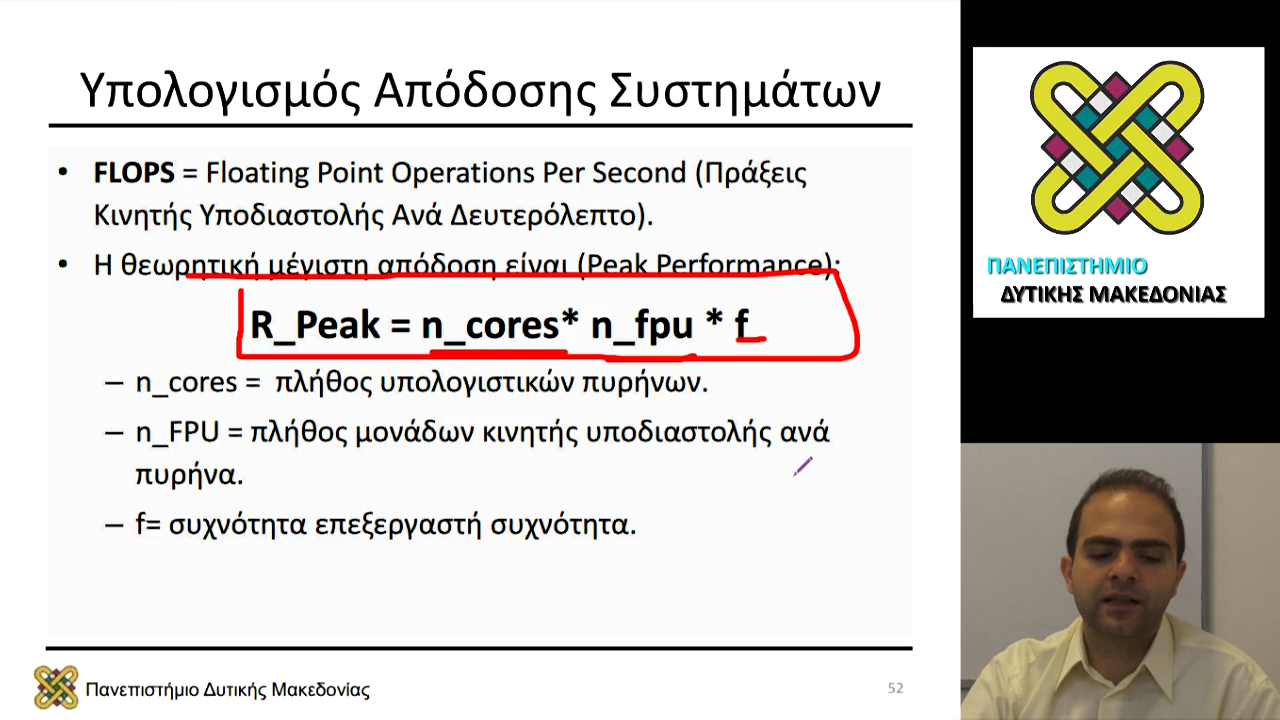 Υπολογισμός Απόδοσης Συστημάτων
• FLOPS = Floating Point Operations Per Second (Πράξεις
Κινητής Υποδιαστολής Ανά Δευτερόλεπτο).
• Η θεωρητική μέγιστη απόδοση είναι (Peak Performance):
R_Peak = n_cores* n_fpu * f
– n_cores = πλήθος υπολογιστικών πυρήνων.
– n_FPU = πλήθος μονάδων κινητής υποδιαστολής ανά
πυρήνα.
– f= συχνότητα επεξεργαστή συχνότητα.
Πανεπιστήμιο Δυτικής Μακεδονίας
52
ΠΑΝΕΠΙΣΤΗΜΙΟ
ΔΥΤΙΚΗΣ ΜΑΚΕΔΟΝΙΑΣ